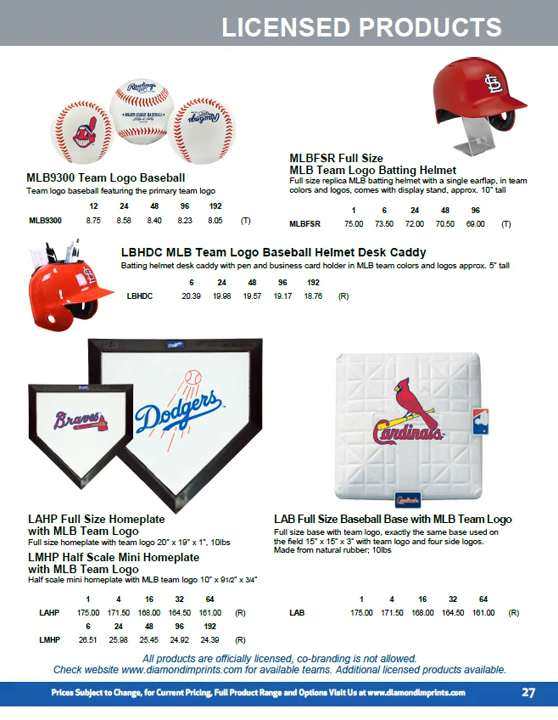 LICENSED PRODUCTS
Rawlings
MLB9300 Team Logo Baseball
Team logo baseball featuring the primary team logo
12 24 48 96 192
MLB9300 8.75 8.58 8.40 8.23 8.05 (T)
MLBFSR Full Size
MLB Team Logo Batting Helmet
Full size replica MLB batting helmet with a single earflap, in team
colors and logos, comes with display stand, approx. 10" tall
1 6 24 48 96
MLBFSR 75.00 73.50 72.00 70.50 69.00 (T)
LBHDC MLB Team Logo Baseball Helmet Desk Caddy
Batting helmet desk caddy with pen and business card holder in MLB team colors and logos approx. 5" tall
6 24 48 96 192
LBHDC 20.39 19.98 19.57 19.17 18.76 (R)
Dodgers
Braves
Dodgers
Cardinals
Cardinals
LAHP Full Size Homeplate
with MLB Team Logo
Full size homeplate with team logo 20" x 19" x 1", 10lbs
LMHP Half Scale Mini Homeplate
with MLB Team Logo
Half scale mini homeplate with MLB team logo 10" x 91/2" x 3/4"
1 4 16 32 64
LAHP 175.00 171.50 168.00 164.50 161.00 (R)
6 24 48 96 192
LMHP 26.51 25.98 25.45 24.92 24.39 (R)
LAB Full Size Baseball Base with MLB Team Logo
Full size base with team logo, exactly the same base used on
the field 15" x 15" x 3" with team logo and four side logos.
Made from natural rubber; 10lbs
1 4 16 32 64
LAB 175.00 171.50 168.00 164.50 161.00 (R)
All products are officially licensed, co-branding is not allowed.
Check website www.diamondimprints.com for available teams. Additional licensed products available.
Prices Subject to Change, for Current Pricing, Full Product Range and Options Visit Us at www.diamondimprints.com 27